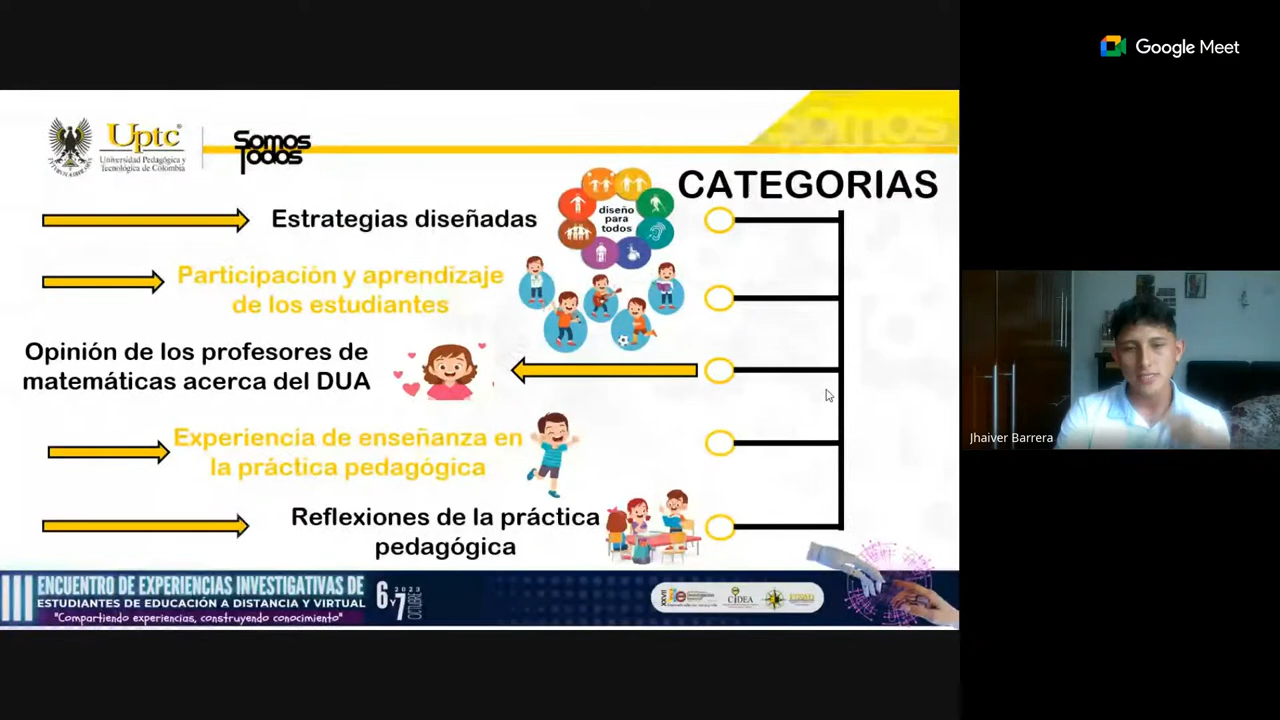 Google Meet
Uptc
Universidad Pedagógica y
Tecnológica de Colombia
Somos
Todos
somos
CATEGORIAS
diseño
para
todos
Estrategias diseñadas
Participación y aprendizaje
de los estudiantes
Opinión de los profesores de
matemáticas acerca del DUA
Experiencia de enseñanza en
la práctica pedagógica
Reflexiones de la práctica
pedagógica
Jhaiver Barrera
III ENCUENTRO DE EXPERIENCIAS INVESTIGATIVAS DE
ESTUDIANTES DE EDUCACIÓN A DISTANCIA Y VIRTUAL
"Compartiendo experiencias, construyendo conocimiento"
6 Y 7
2023
OCTUBRE
CIDEA